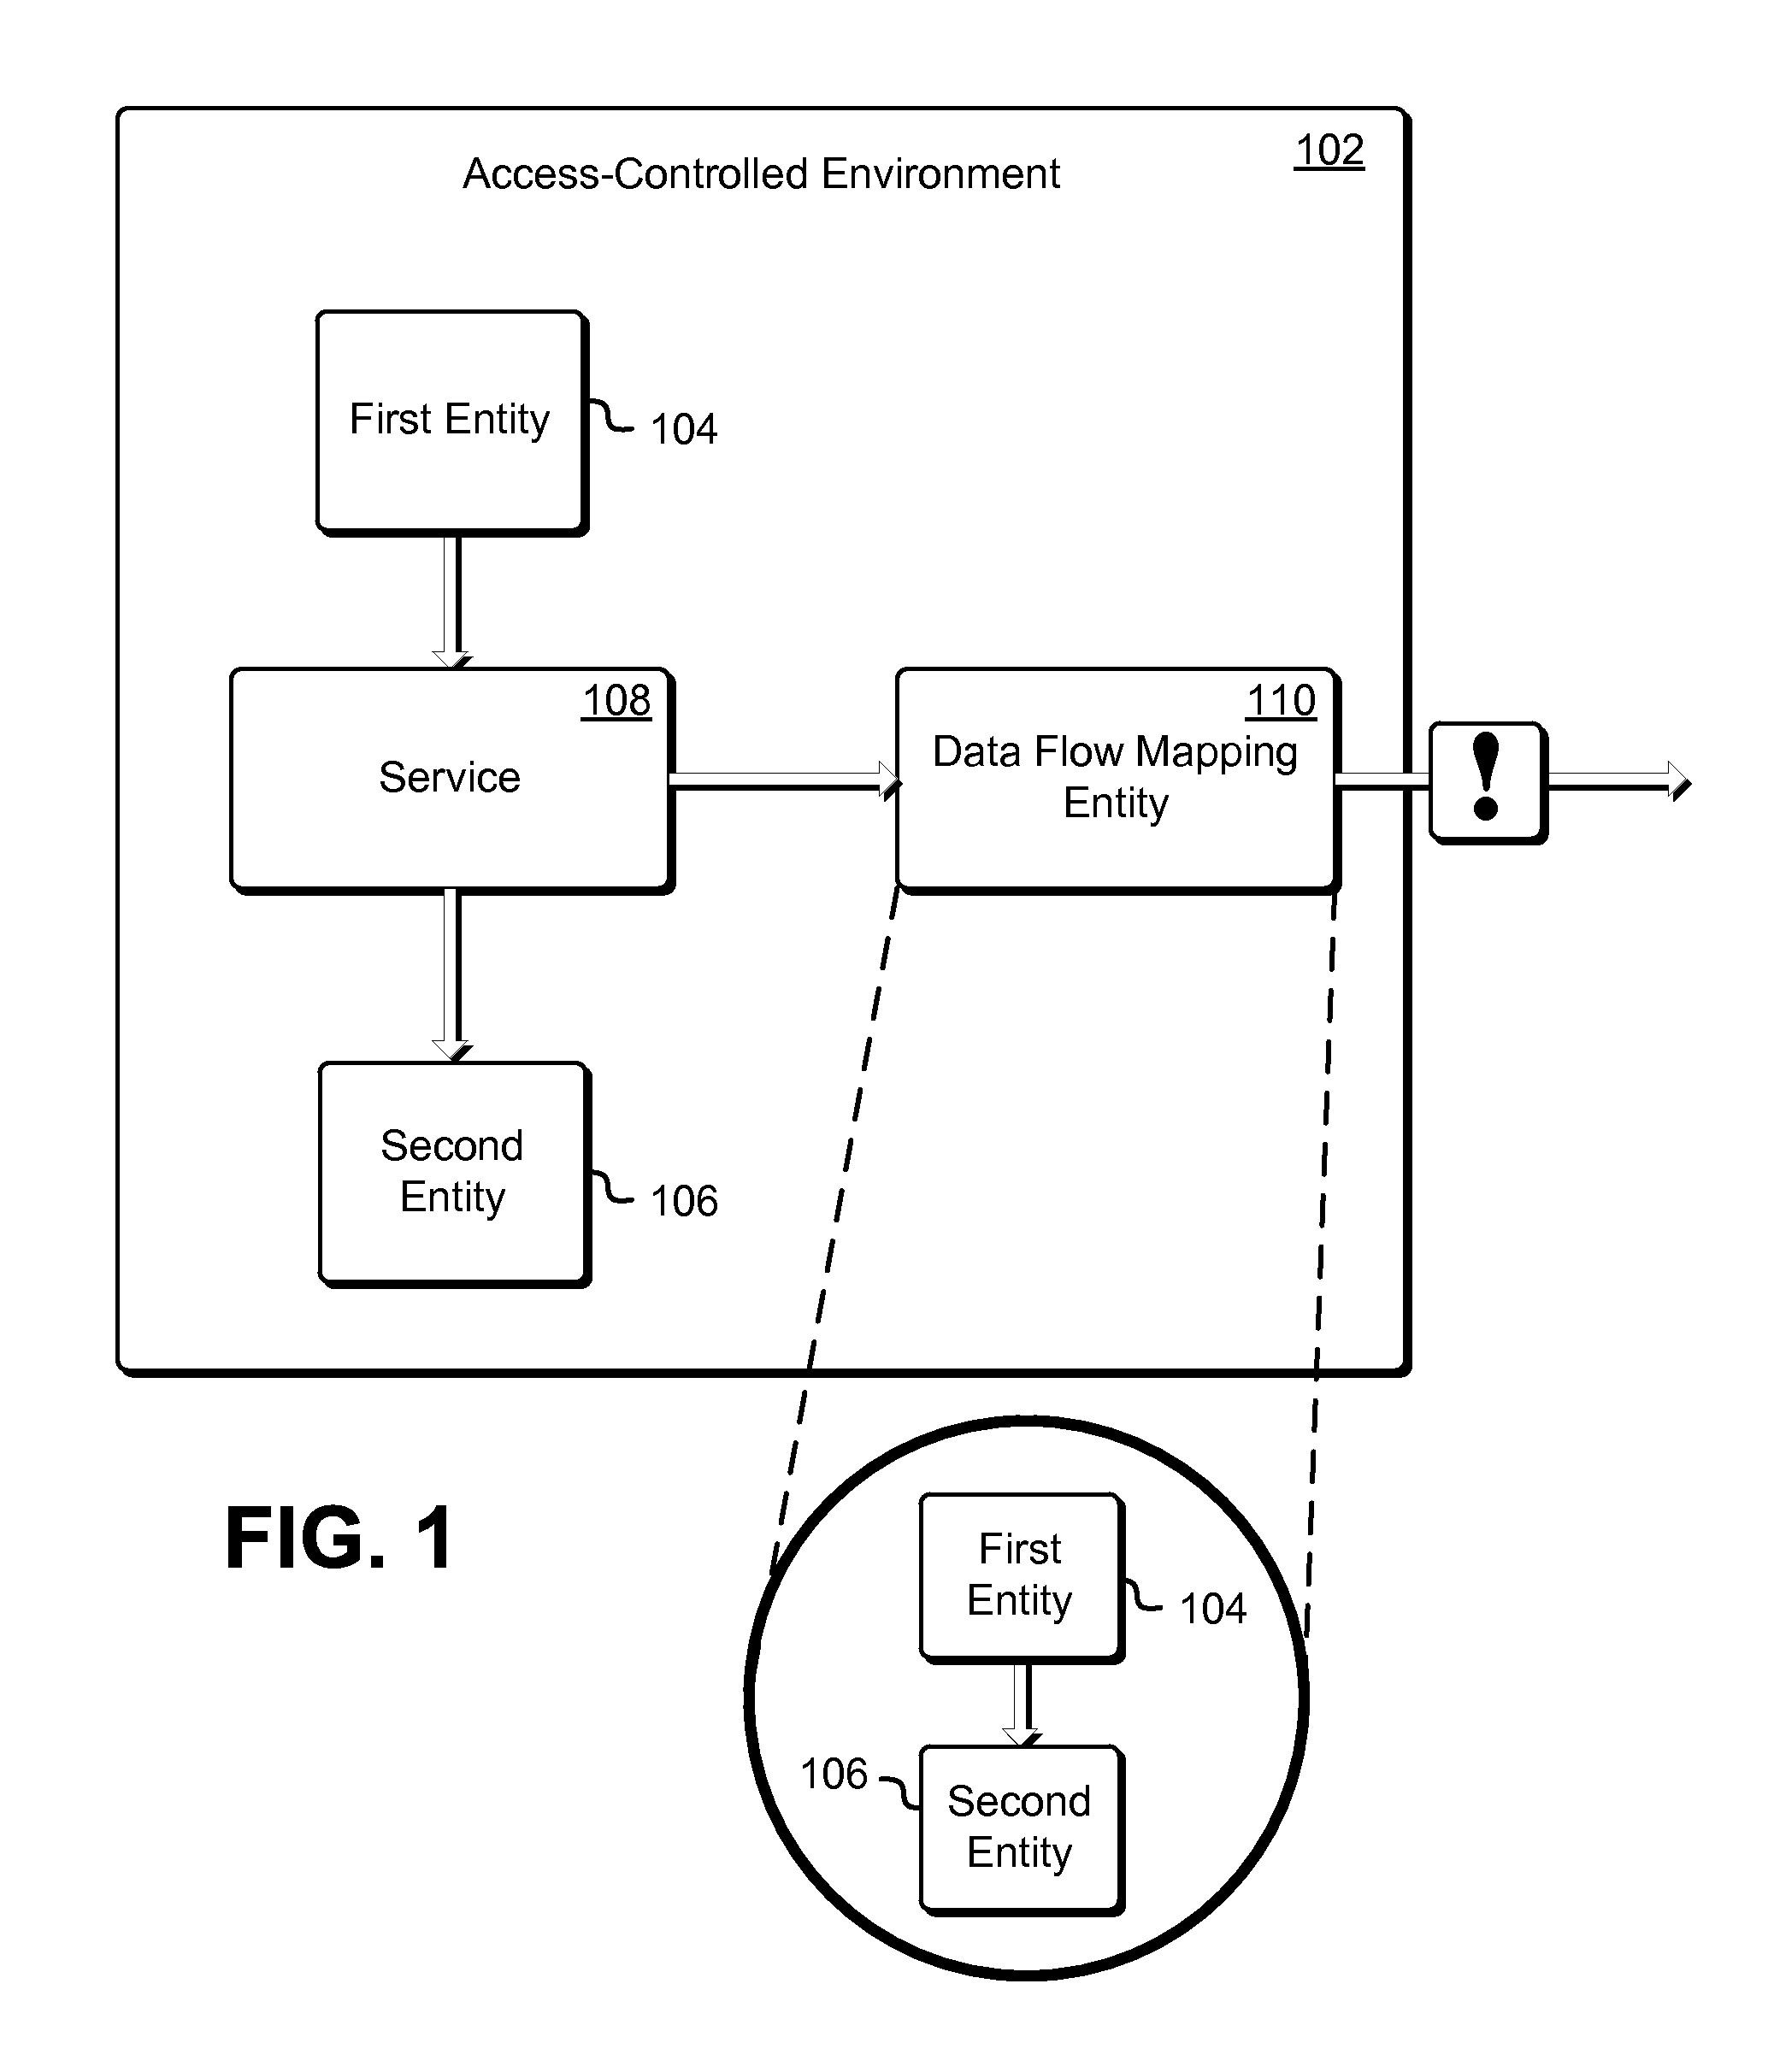 102
Access-Controlled Environment
First Entity
104
108
Service
110
Data Flow Mapping
Entity
!
Second
Entity
106
FIG. 1
First
Entity
104
106
Second
Entity